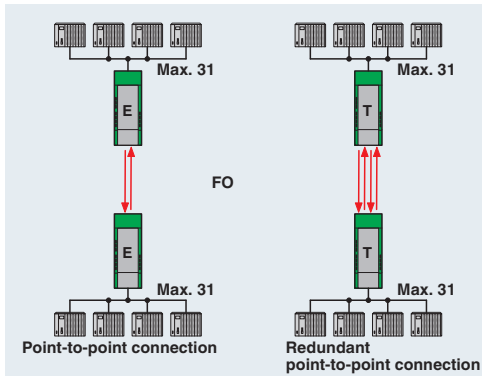 Max. 31
Max. 31
E
T
FO
E
T
Max. 31
Max. 31
Point-to-point connection
Redundant
point-to-point connection